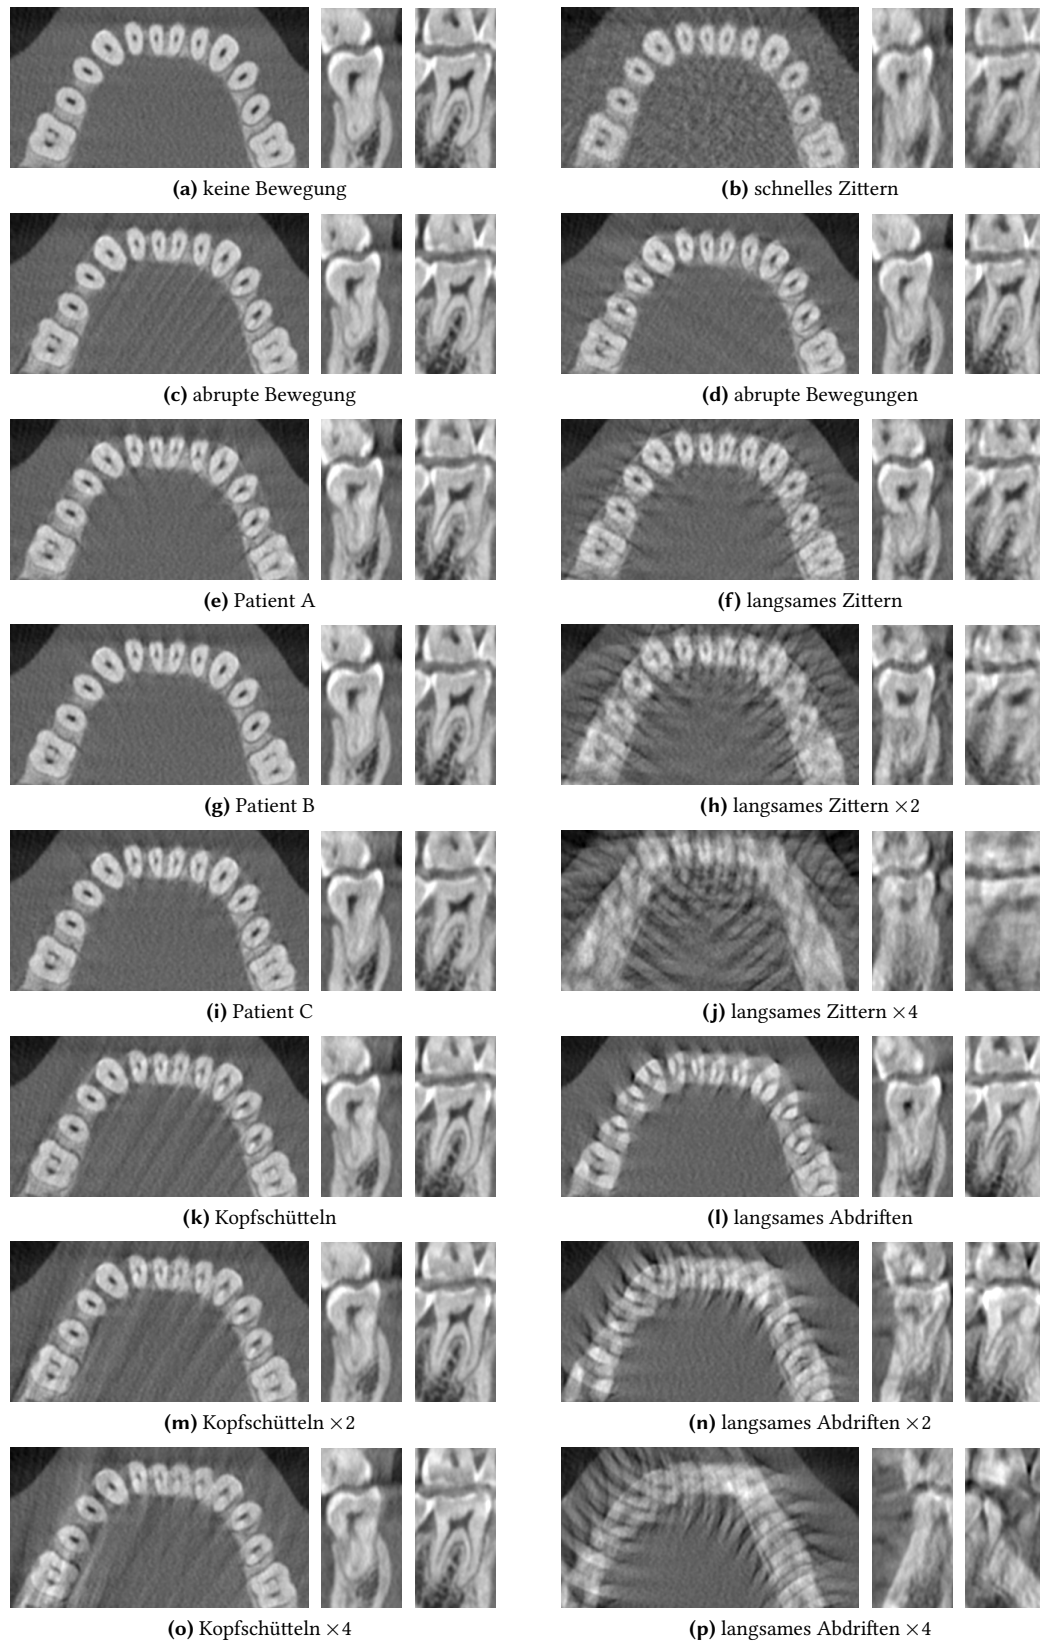 (a) keine Bewegung
(b) schnelles Zittern
(c) abrupte Bewegung
(d) abrupte Bewegungen
(e) Patient A
(f) langsames Zittern
(g) Patient B
(h) langsames Zittern ×2
(i) Patient C
(j) langsames Zittern ×4
(k) Kopfschütteln
(l) langsames Abdriften
(m) Kopfschütteln ×2
(n) langsames Abdriften ×2
(o) Kopfschütteln ×4
(p) langsames Abdriften ×4